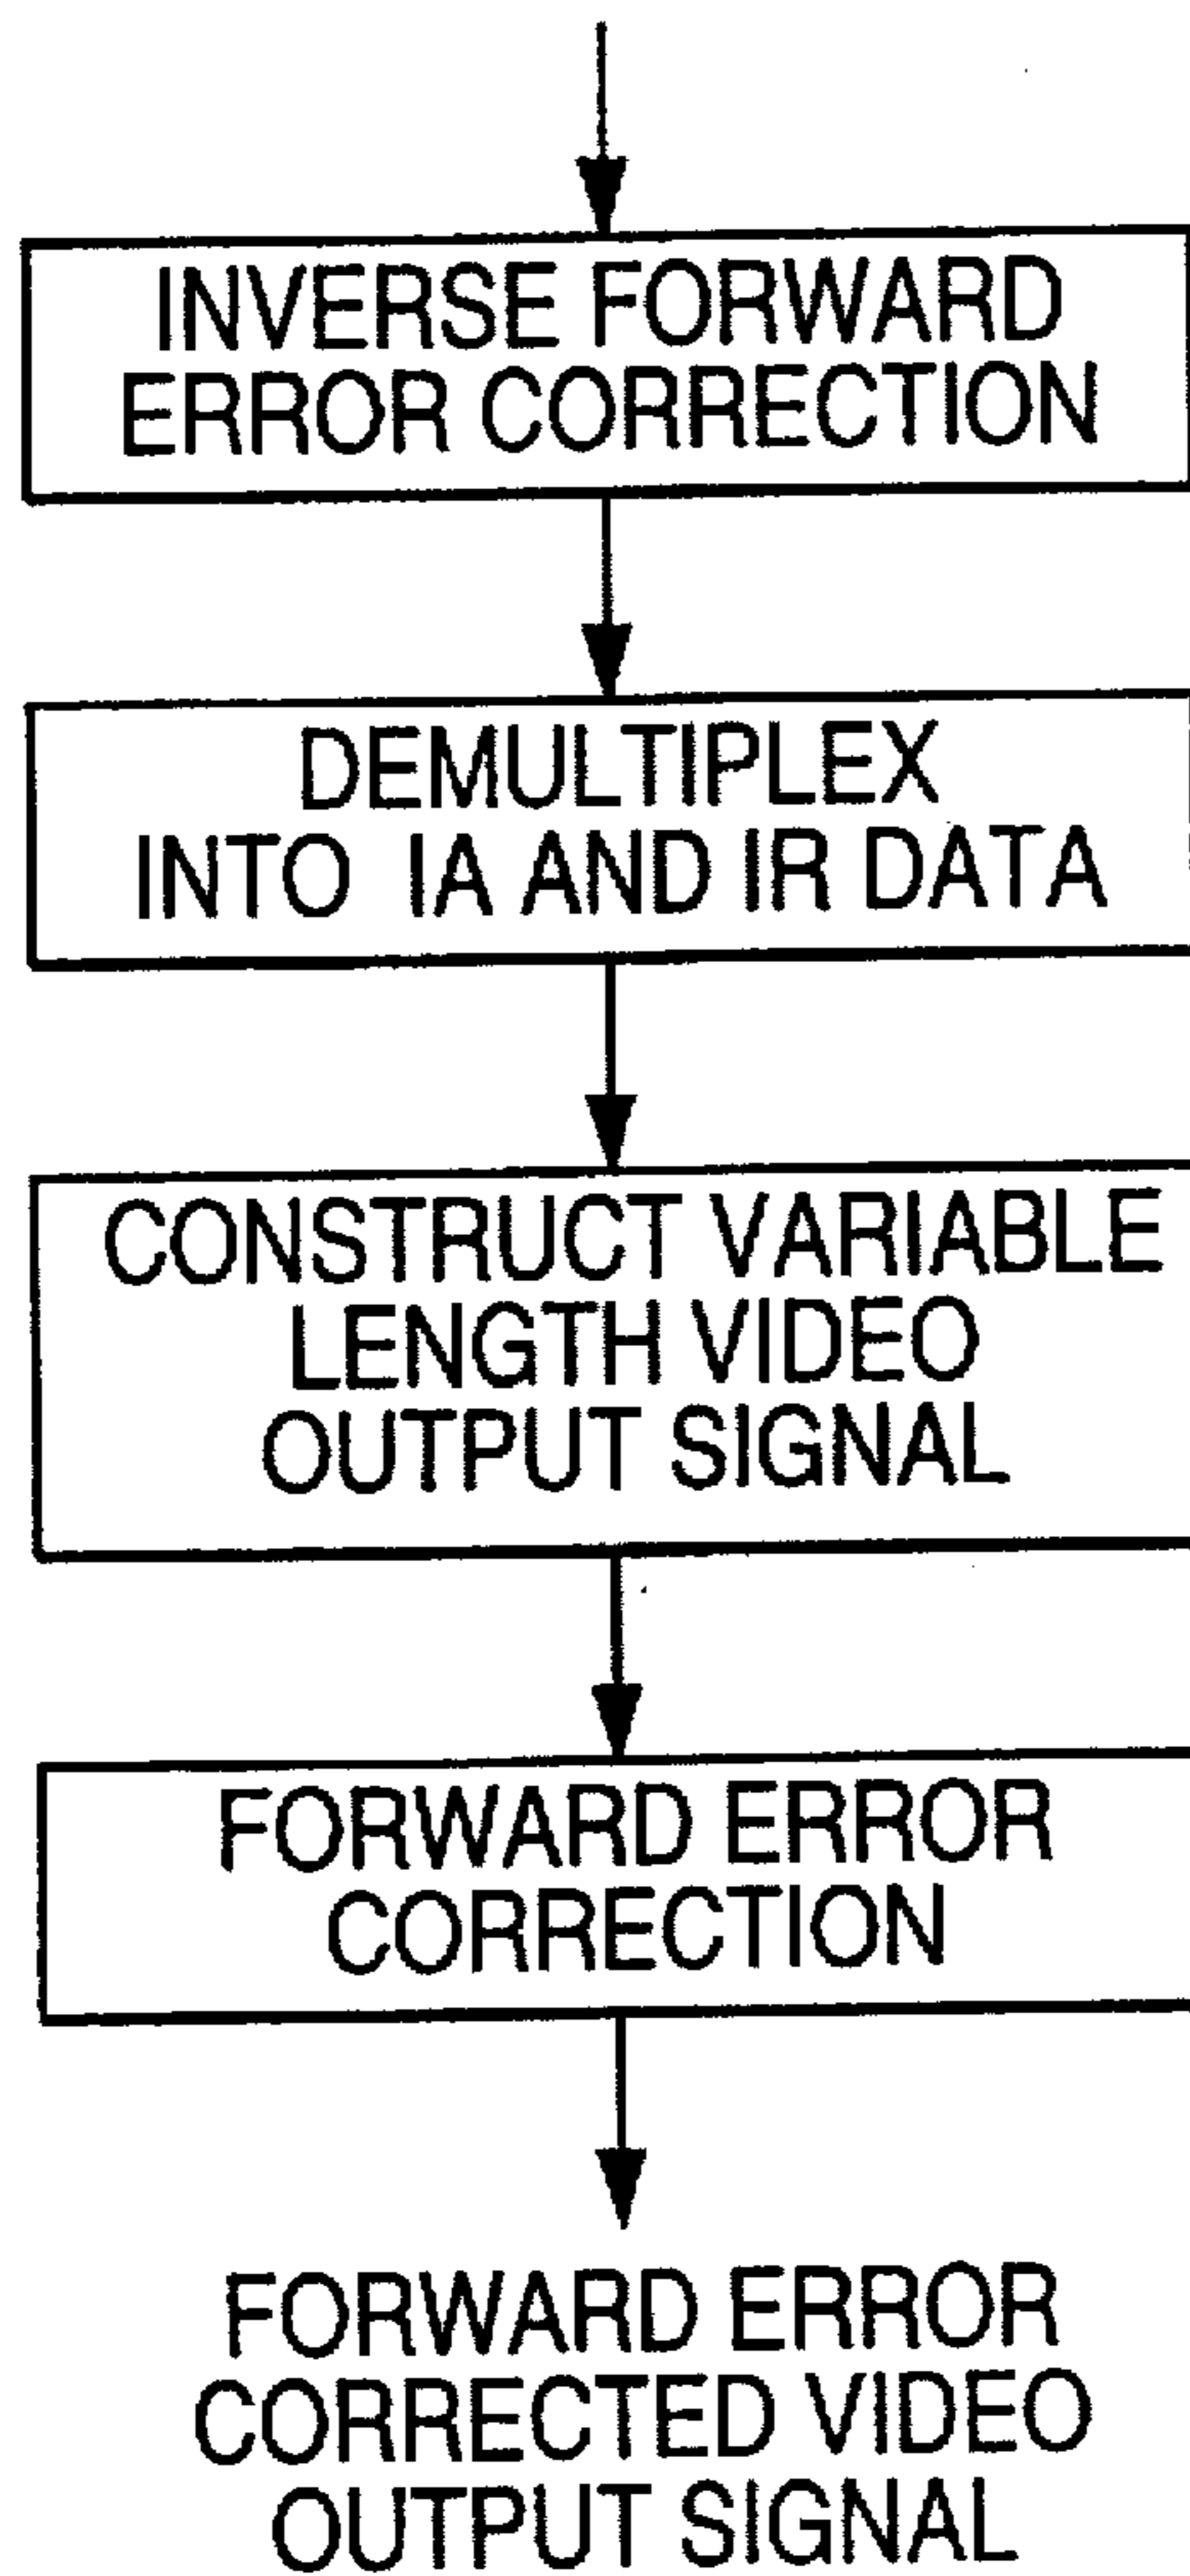 INVERSE FORWARD
ERROR CORRECTION
DEMULTIPLEX
INTO IA AND IR DATA
CONSTRUCT VARIABLE
LENGTH VIDEO
OUTPUT SIGNAL
FORWARD ERROR
CORRECTION
FORWARD ERROR
CORRECTED VIDEO
OUTPUT SIGNAL